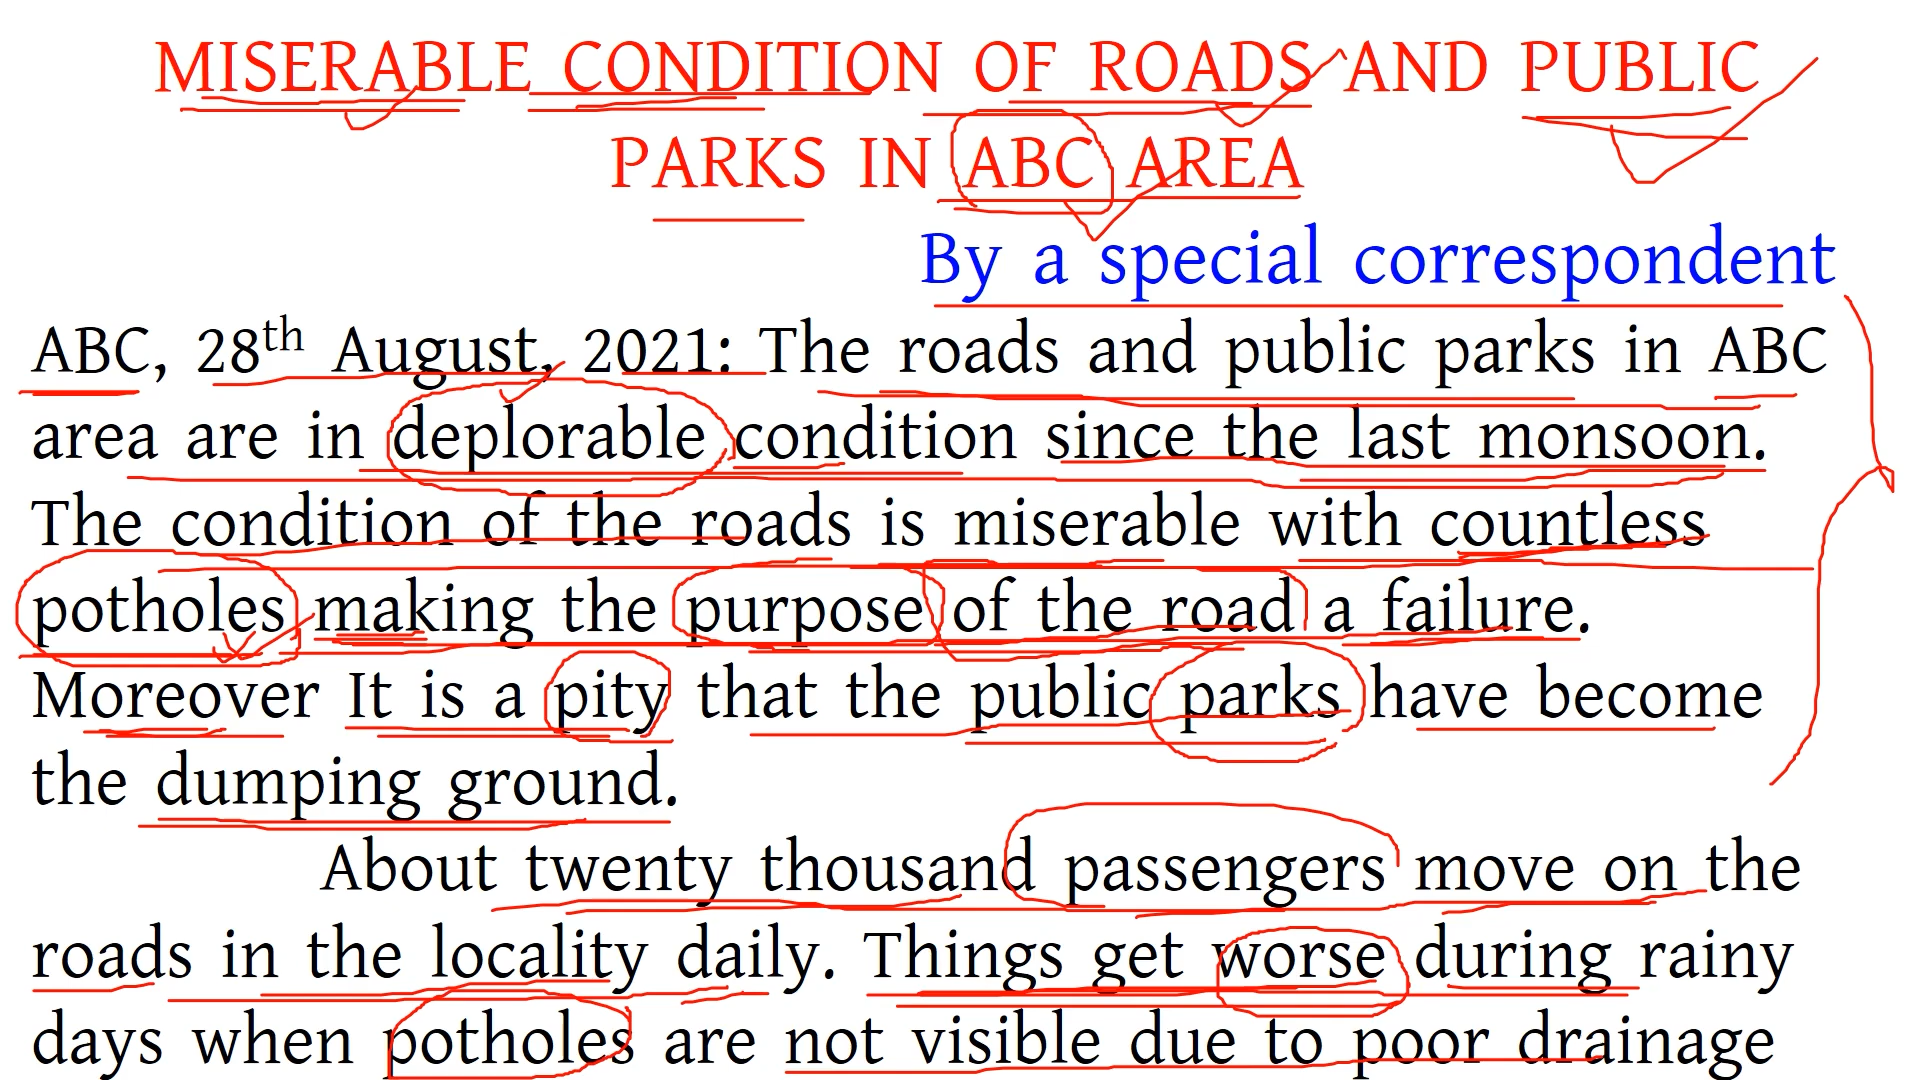 MISERABLE CONDITION OF ROADS AND PUBLIC
PARKS IN ABC AREA
By a special correspondent
ABC, 28th August, 2021: The roads and public parks in ABC
area are in deplorable condition since the last monsoon.
The condition of the roads is miserable with countless
potholes making the purpose of the road a failure.
Moreover It is a pity that the public parks have become
the dumping ground.
About twenty thousand passengers move on the
roads in the locality daily. Things get worse during rainy
days when potholes are not visible due to poor drainage